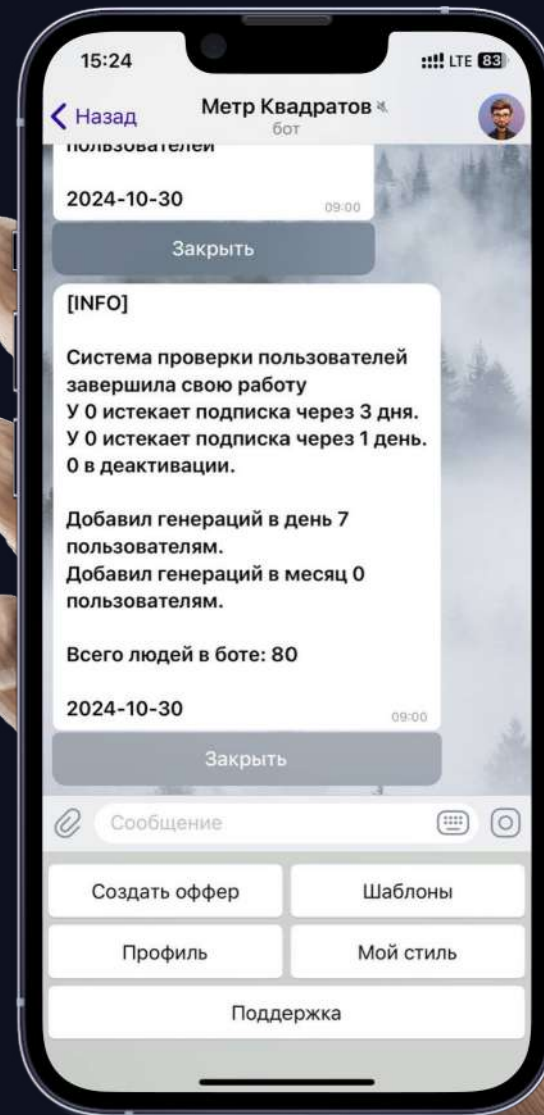 15:24
LTE 83
Назад
Метр Квадратов
бот
пользователей
2024-10-30
09:00
Закрыть
[INFO]
Система проверки пользователей
завершила свою работу
У 0 истекает подписка через 3 дня.
У 0 истекает подписка через 1 день.
0 в деактивации.
Добавил генераций в день 7
пользователям.
Добавил генераций в месяц 0
пользователям.
Всего людей в боте: 80
2024-10-30
09:00
Закрыть
Сообщение
Создать оффер
Шаблоны
Профиль
Мой стиль
Поддержка